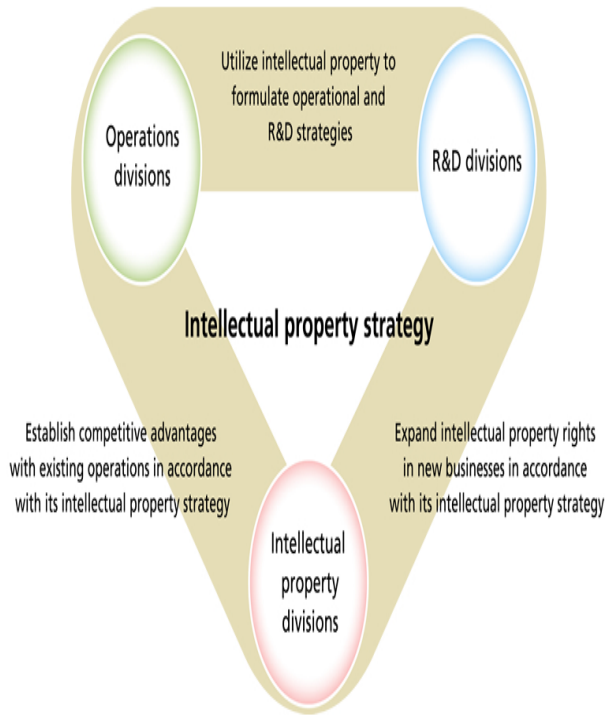 Utilize intellectual property to
formulate operational and
R&D strategies
Operations
divisions
R&D divisions
Intellectual property strategy
Establish competitive advantages
with existing operations in accordance
with its intellectual property strategy
Expand intellectual property rights
in new businesses in accordance
with its intellectual property strategy
Intellectual
property
divisions